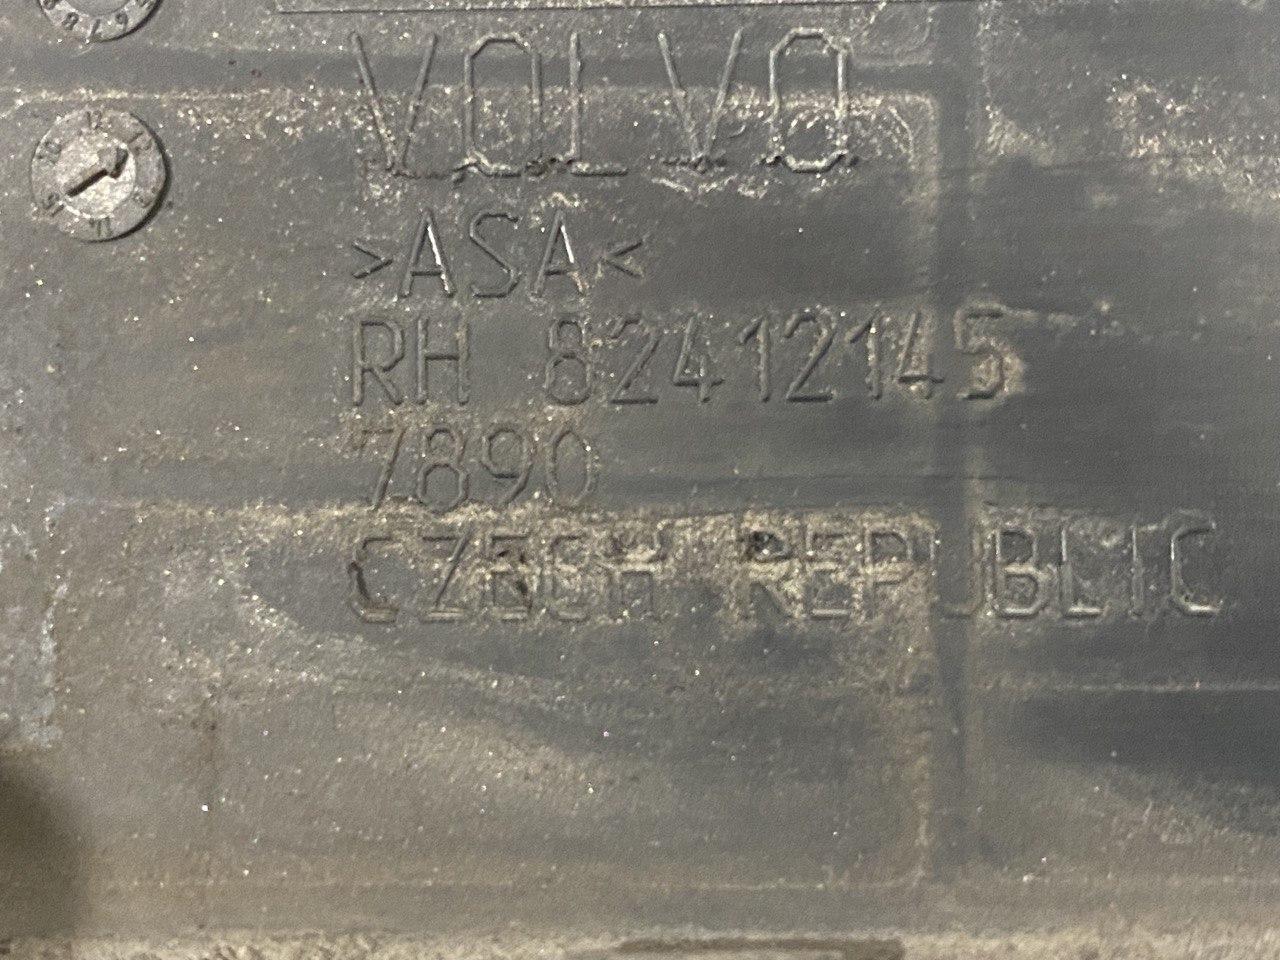 VOLVO
>ASA<
RH 82412145
7890
CZECH REPUBLIC